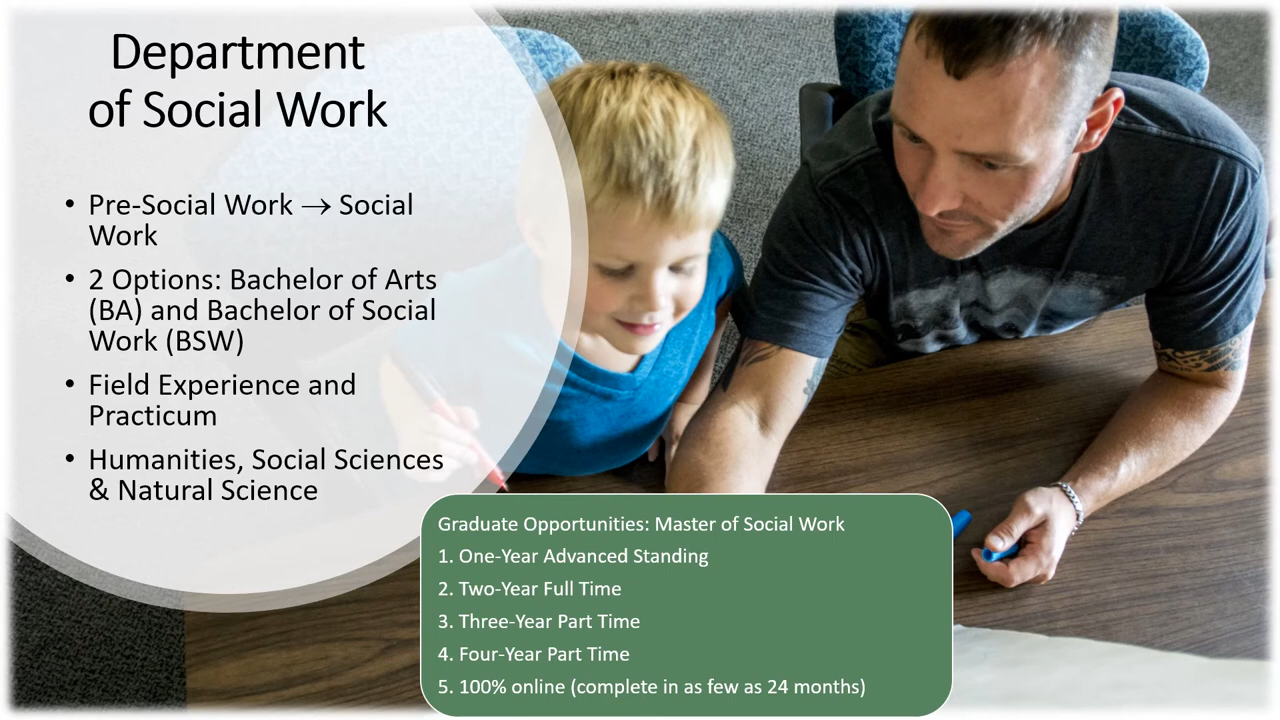 Department
of Social Work
• Pre-Social Work → Social
Work
• 2 Options: Bachelor of Arts
(BA) and Bachelor of Social
Work (BSW)
• Field Experience and
Practicum
• Humanities, Social Sciences
& Natural Science
Graduate Opportunities: Master of Social Work
1. One-Year Advanced Standing
2. Two-Year Full Time
3. Three-Year Part Time
4. Four-Year Part Time
5. 100% online (complete in as few as 24 months)